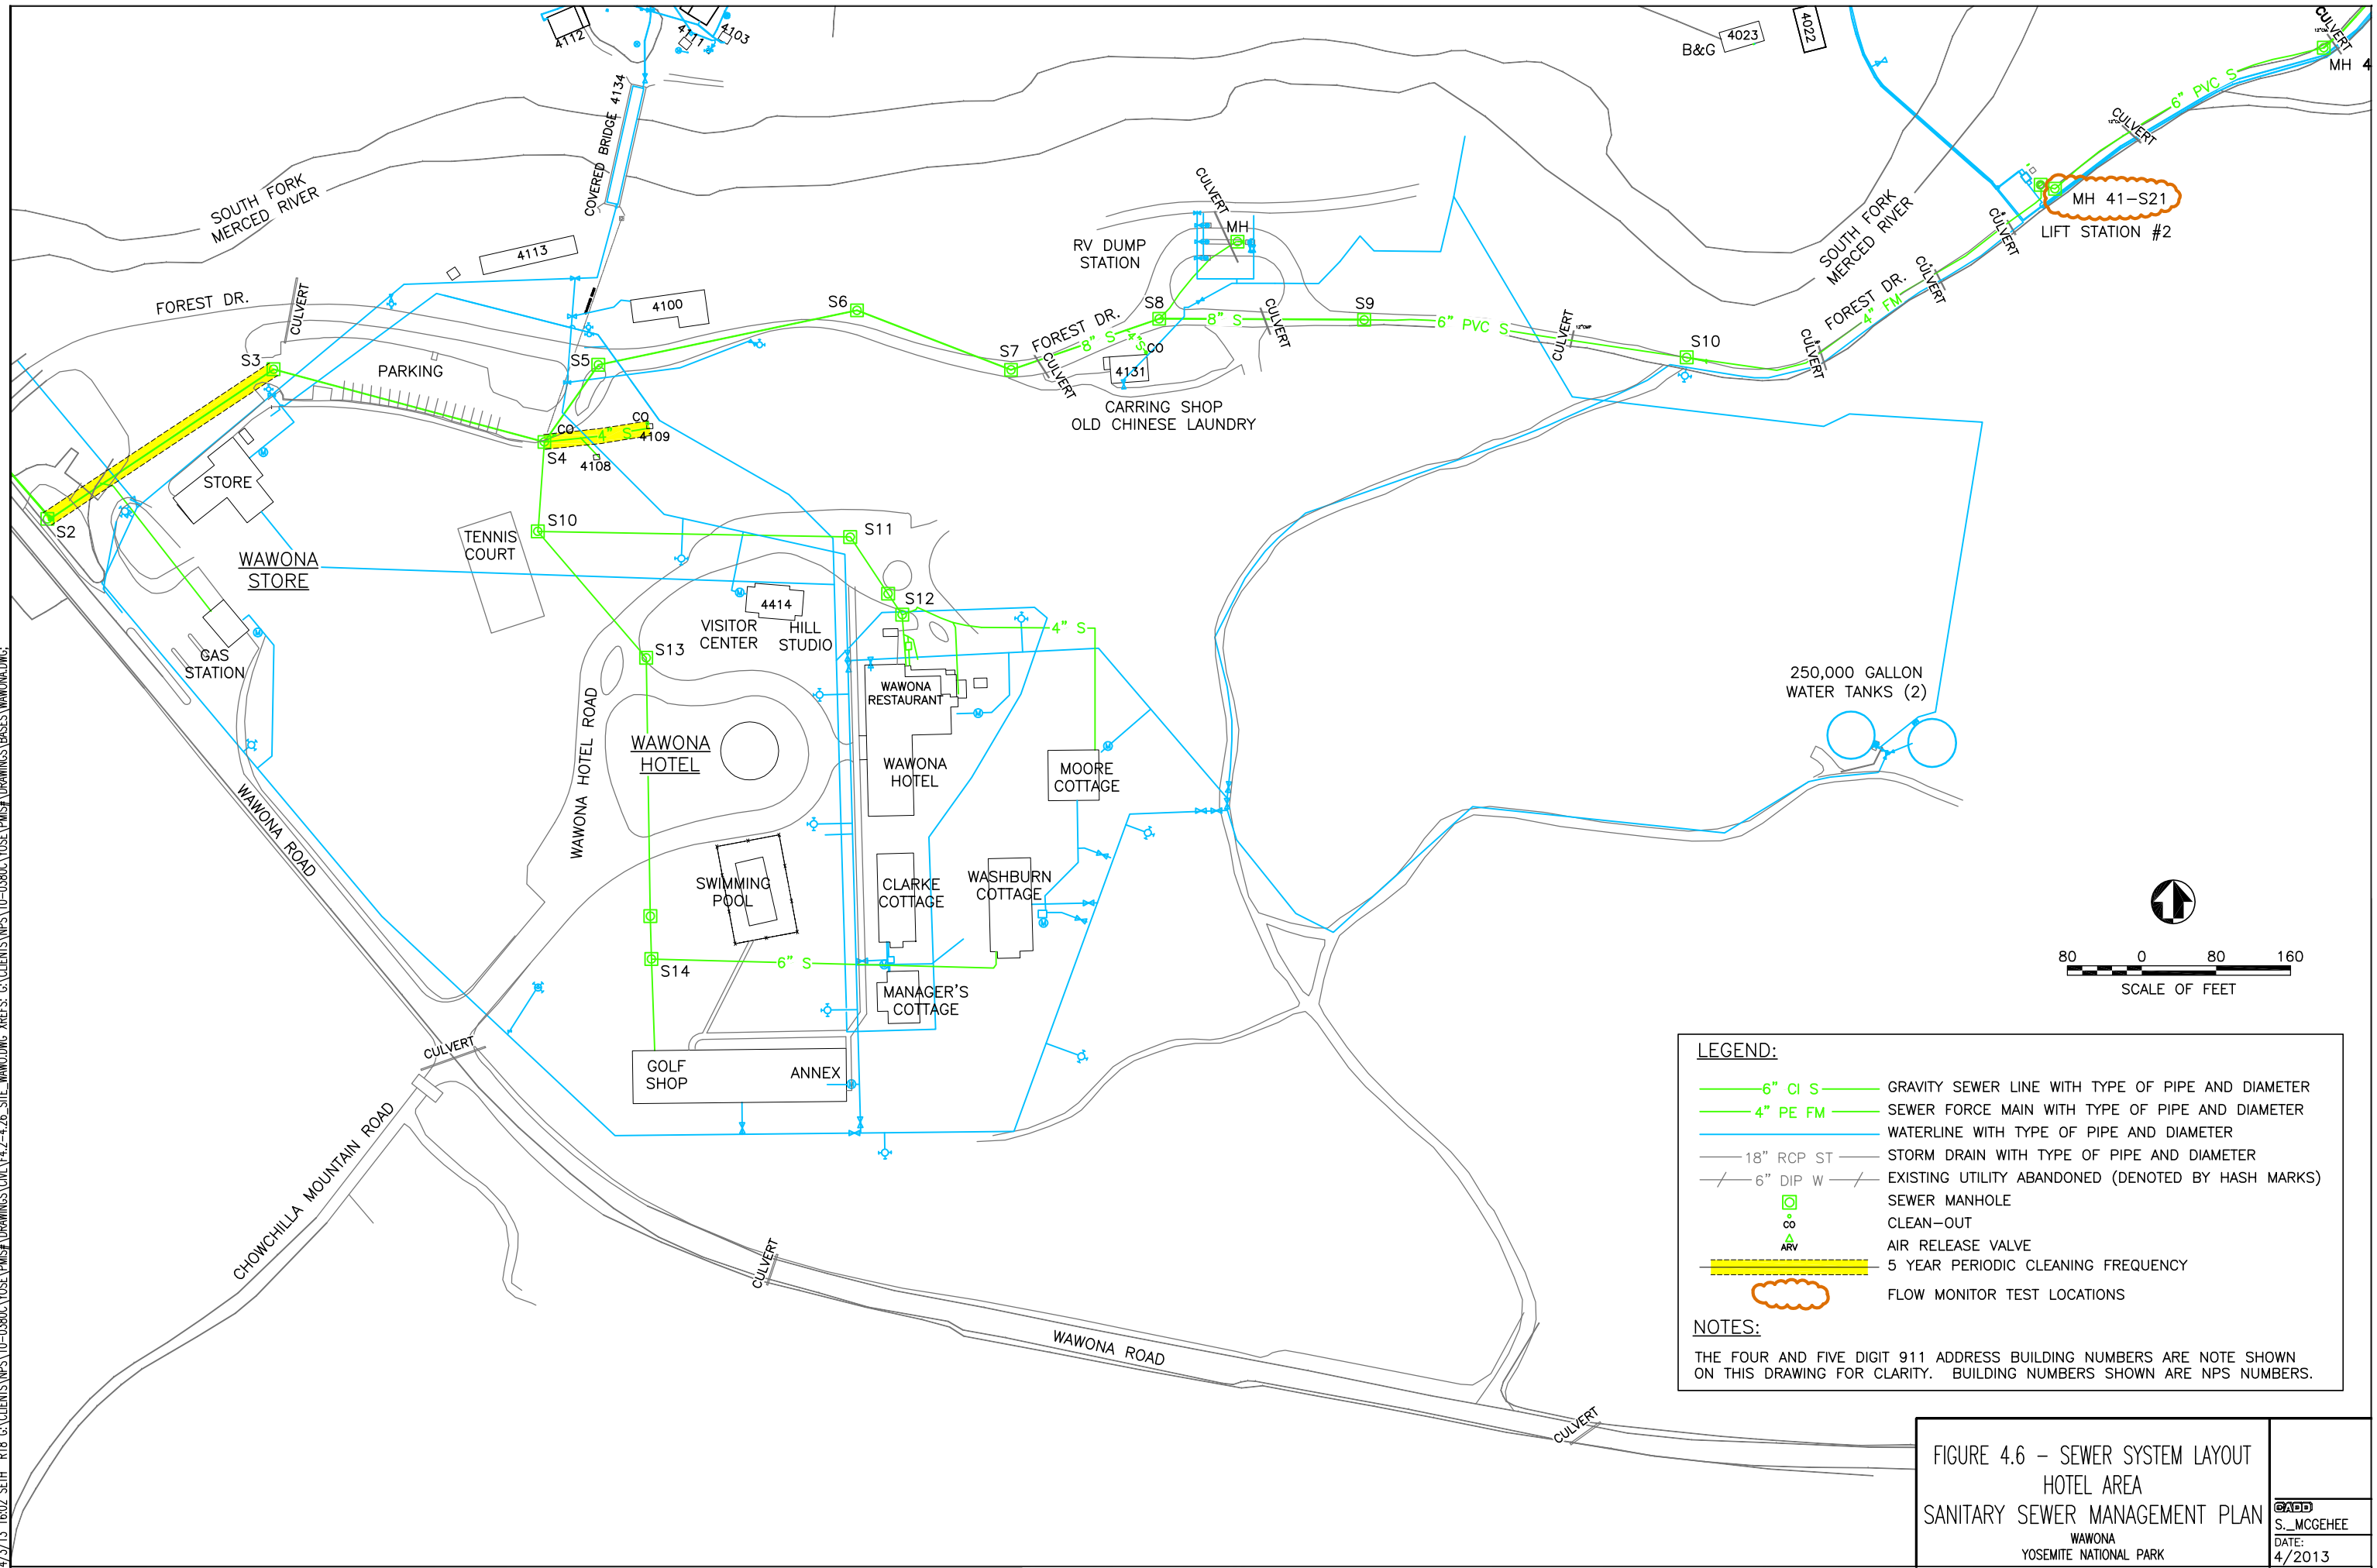 4112
4111
4103
COVERED BRIDGE 4134
B&G
4023
4022
CULVERT
MH 4
6" PVC S
CULVERT
SOUTH FORK
MERCED RIVER
4113
FOREST DR.
CULVERT
4100
RV DUMP
STATION
CULVERT
MH
SOUTH FORK
MERCED RIVER
MH 41-S21
LIFT STATION #2
CULVERT
CULVERT
FOREST DR.
4" FM
CULVERT
S3
PARKING
S5
S6
S7
FOREST DR.
8" S
4"S
CO
4131
CULVERT
S8
8" S
CULVERT
S9
6" PVC S
CULVERT
12"CMP
S10
CARRING SHOP
OLD CHINESE LAUNDRY
CO
4" S
CO
4109
4108
S4
STORE
S2
WAWONA
STORE
GAS
STATION
TENNIS
COURT
S10
S11
S12
4" S
4414
VISITOR
CENTER
HILL
STUDIO
S13
WAWONA HOTEL ROAD
WAWONA
HOTEL
WAWONA
RESTAURANT
WAWONA
HOTEL
MOORE
COTTAGE
250,000 GALLON
WATER TANKS (2)
SWIMMING
POOL
CLARKE
COTTAGE
WASHBURN
COTTAGE
S14
6" S
MANAGER'S
COTTAGE
GOLF
SHOP
ANNEX
WAWONA ROAD
CULVERT
CHOWCHILLA MOUNTAIN ROAD
CULVERT
WAWONA ROAD
CULVERT
80 0 80 160
SCALE OF FEET
LEGEND:
6" CI S GRAVITY SEWER LINE WITH TYPE OF PIPE AND DIAMETER
4" PE FM SEWER FORCE MAIN WITH TYPE OF PIPE AND DIAMETER
WATERLINE WITH TYPE OF PIPE AND DIAMETER
18" RCP ST STORM DRAIN WITH TYPE OF PIPE AND DIAMETER
6" DIP W EXISTING UTILITY ABANDONED (DENOTED BY HASH MARKS)
SEWER MANHOLE
CO CLEAN-OUT
ARV AIR RELEASE VALVE
5 YEAR PERIODIC CLEANING FREQUENCY
FLOW MONITOR TEST LOCATIONS
NOTES:
THE FOUR AND FIVE DIGIT 911 ADDRESS BUILDING NUMBERS ARE NOTE SHOWN
ON THIS DRAWING FOR CLARITY. BUILDING NUMBERS SHOWN ARE NPS NUMBERS.
FIGURE 4.6 - SEWER SYSTEM LAYOUT
HOTEL AREA
SANITARY SEWER MANAGEMENT PLAN
WAWONA
YOSEMITE NATIONAL PARK
CADD
S._MCGEHEE
DATE:
4/2013